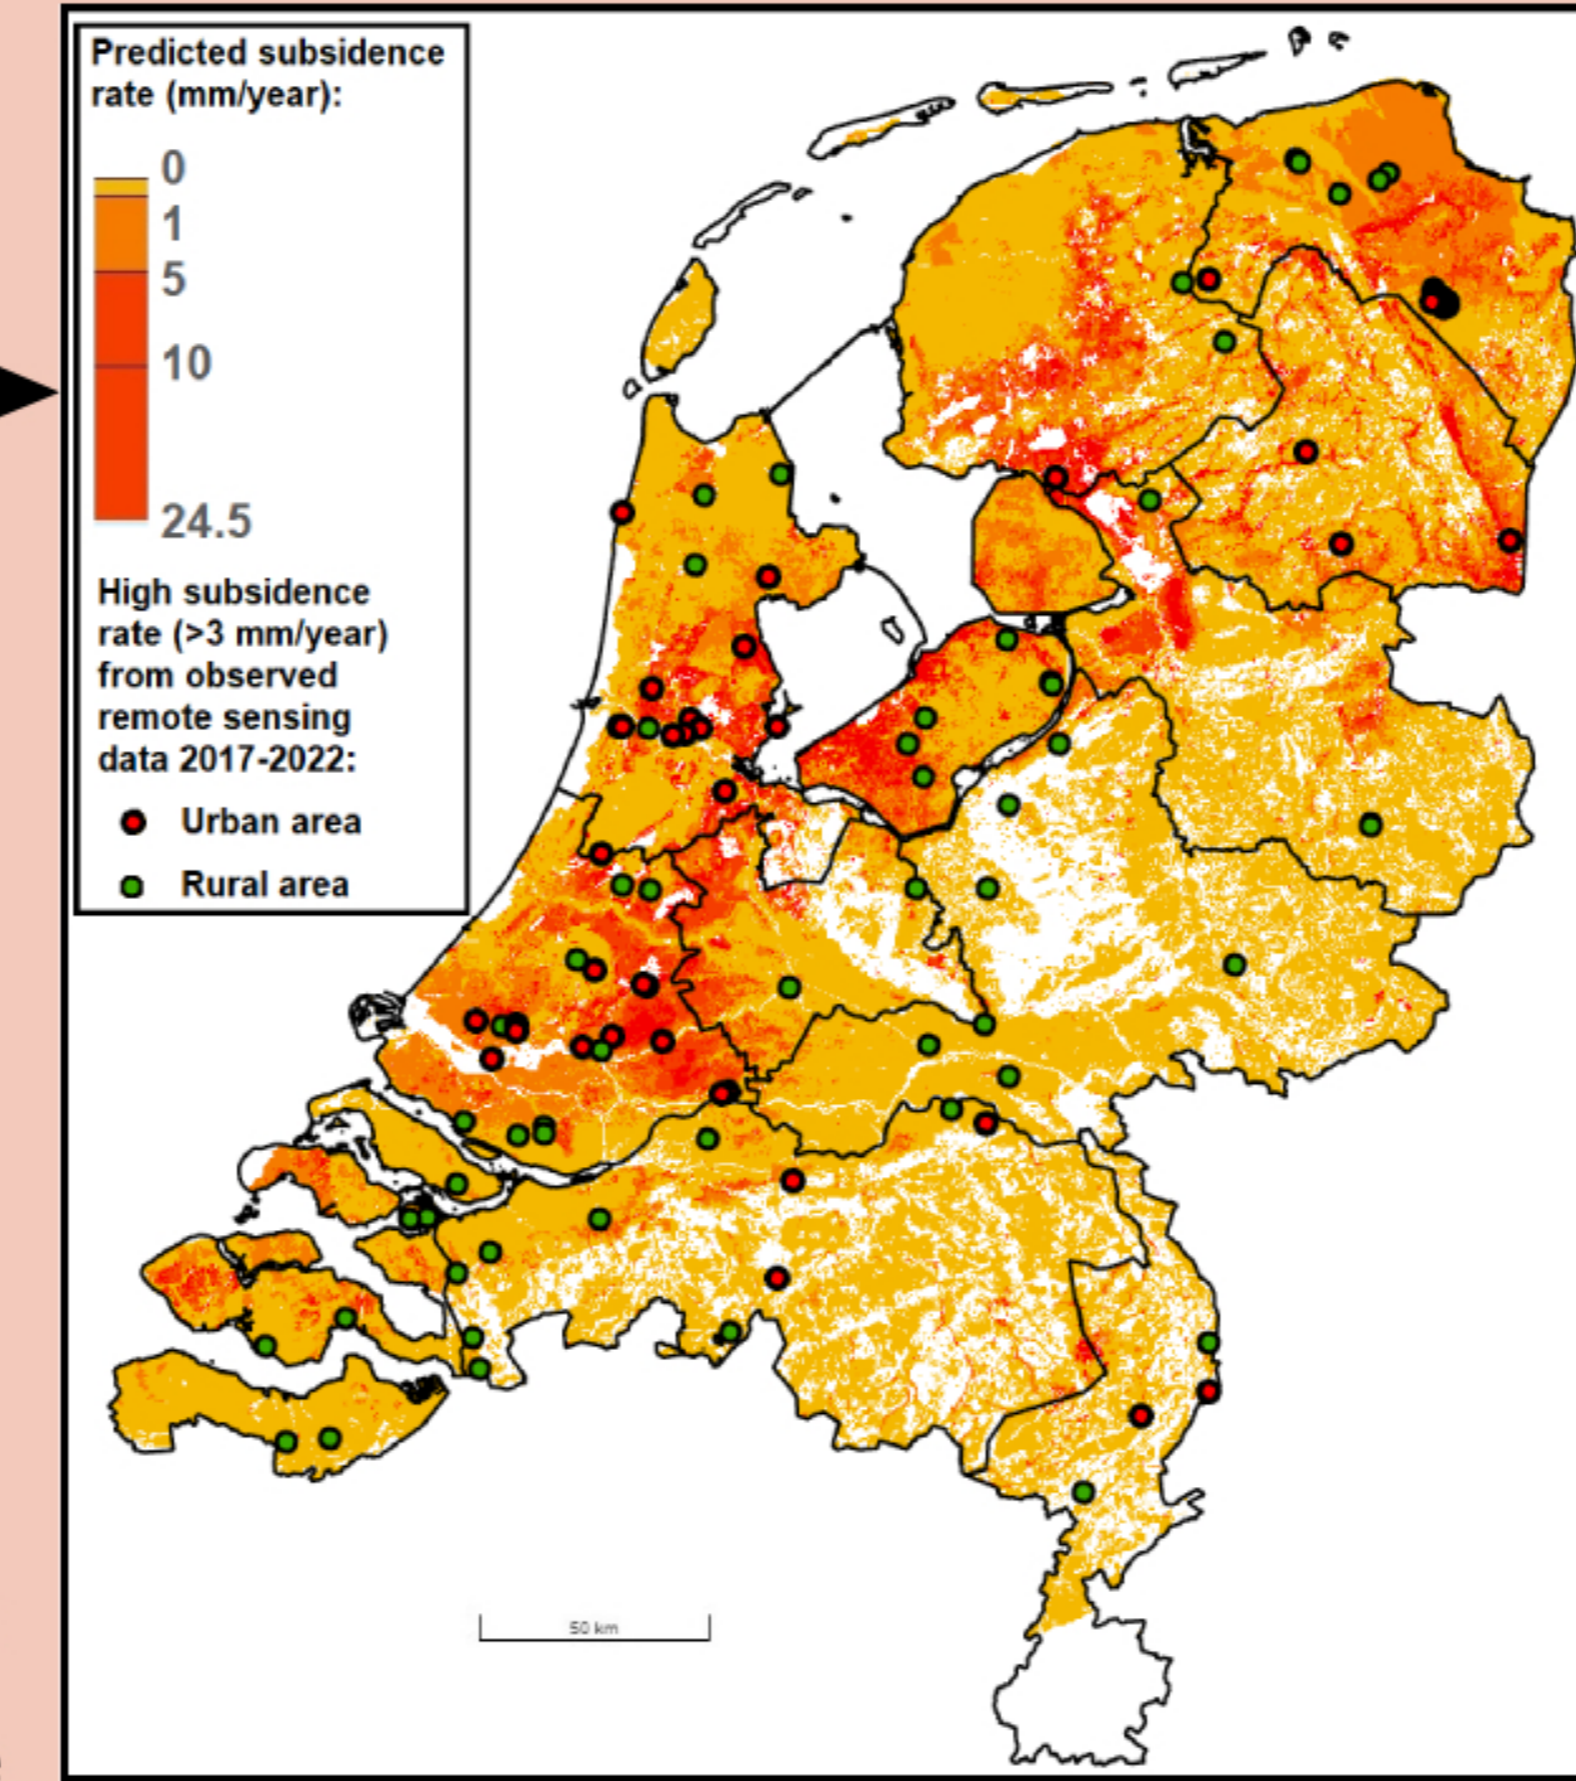 Predicted subsidence
rate (mm/year):
0
1
5
10
24.5
High subsidence
rate (>3 mm/year)
from observed
remote sensing
data 2017-2022:
Urban area
Rural area
50 km